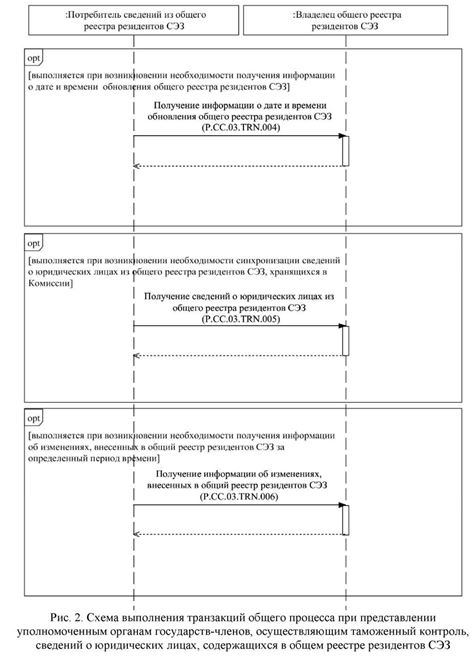 :Потребитель сведений из общего
реестра резидентов СЭЗ
:Владелец общего реестра
резидентов СЭЗ
opt
[выполняется при возникновении необходимости получения информации
о дате и времени обновления общего реестра резидентов СЭЗ]
Получение информации о дате и времени
обновления общего реестра резидентов СЭЗ
(P.CC.03.TRN.004)
opt
[выполняется при возникновении необходимости синхронизации сведений
о юридических лицах из общего реестра резидентов СЭЗ, хранящихся в
Комиссии]
Получение сведений о юридических лицах из
общего реестра резидентов СЭЗ
(P.CC.03.TRN.005)
opt
[выполняется при возникновении необходимости получения информации
об изменениях, внесенных в общий реестр резидентов СЭЗ за
определенный период времени]
Получение информации об изменениях,
внесенных в общий реестр резидентов СЭЗ
(P.CC.03.TRN.006)
Рис. 2. Схема выполнения транзакций общего процесса при представлении
уполномоченным органам государств-членов, осуществляющим таможенный контроль,
сведений о юридических лицах, содержащихся в общем реестре резидентов СЭЗ